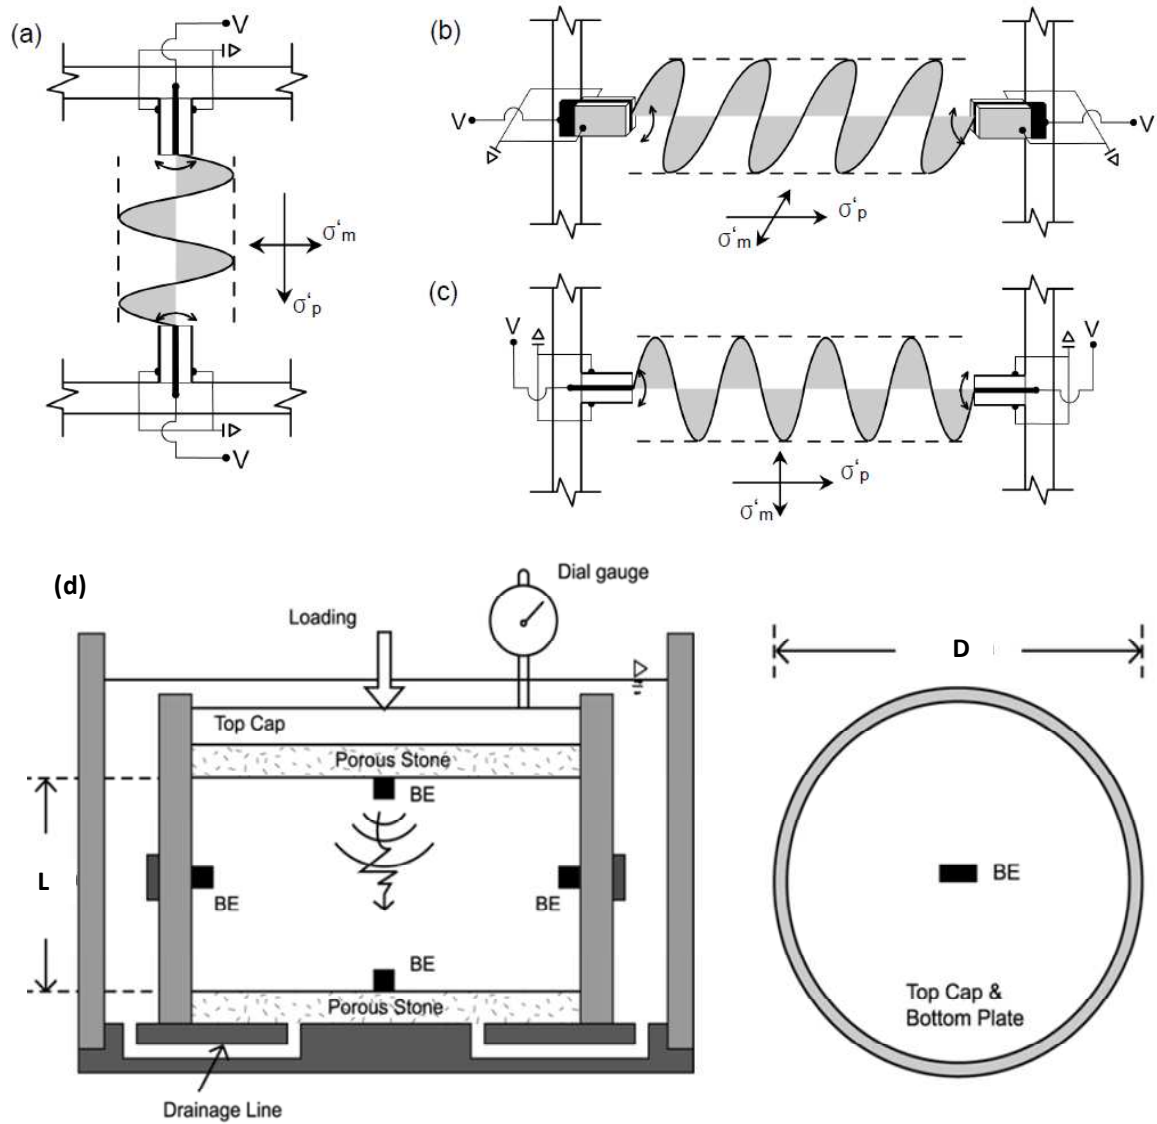 (a)
V
σ'm
σ'p
V
(b)
V
V
σ'p
σ'm
(c)
V
V
σ'p
σ'm
(d)
Dial gauge
Loading
D
Top Cap
Porous Stone
BE
L
BE
BE
BE
BE
Porous Stone
Top Cap &
Bottom Plate
Drainage Line